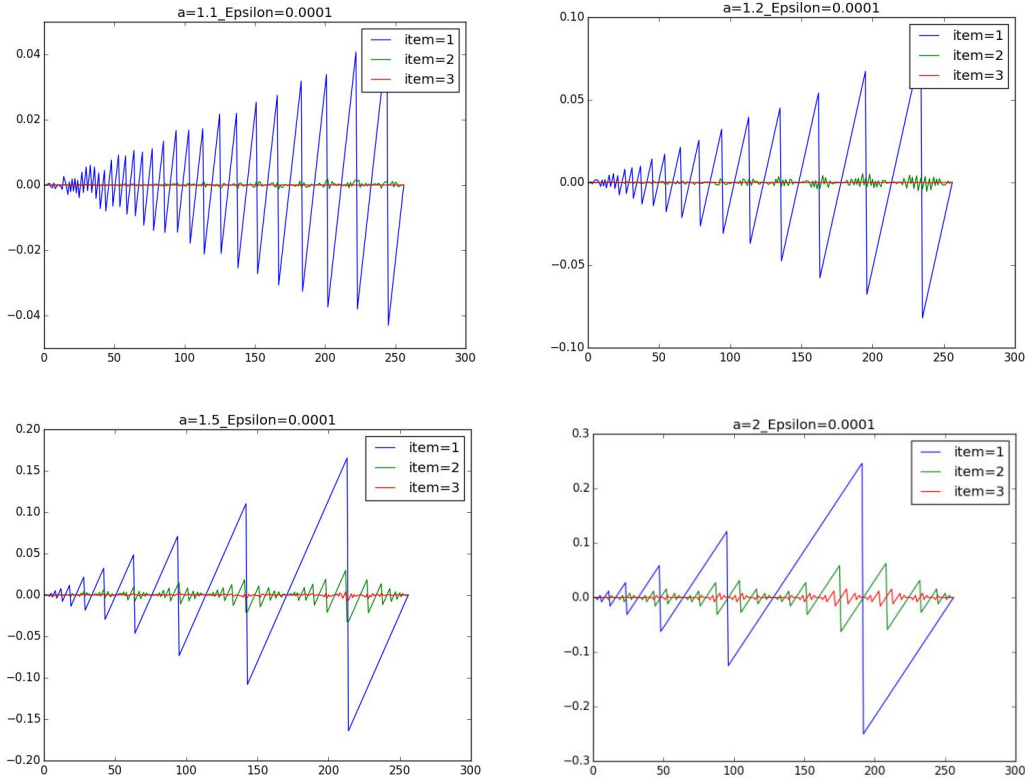 a=1.1_Epsilon=0.0001
item=1
item=2
item=3
0.04
0.02
0.00
−0.02
−0.04
0 50 100 150 200 250 300
a=1.2_Epsilon=0.0001
item=1
item=2
item=3
0.10
0.05
0.00
−0.05
−0.10
0 50 100 150 200 250 300
a=1.5_Epsilon=0.0001
item=1
item=2
item=3
0.20
0.15
0.10
0.05
0.00
−0.05
−0.10
−0.15
−0.20
0 50 100 150 200 250 300
a=2_Epsilon=0.0001
item=1
item=2
item=3
0.3
0.2
0.1
0.0
−0.1
−0.2
−0.3
0 50 100 150 200 250 300